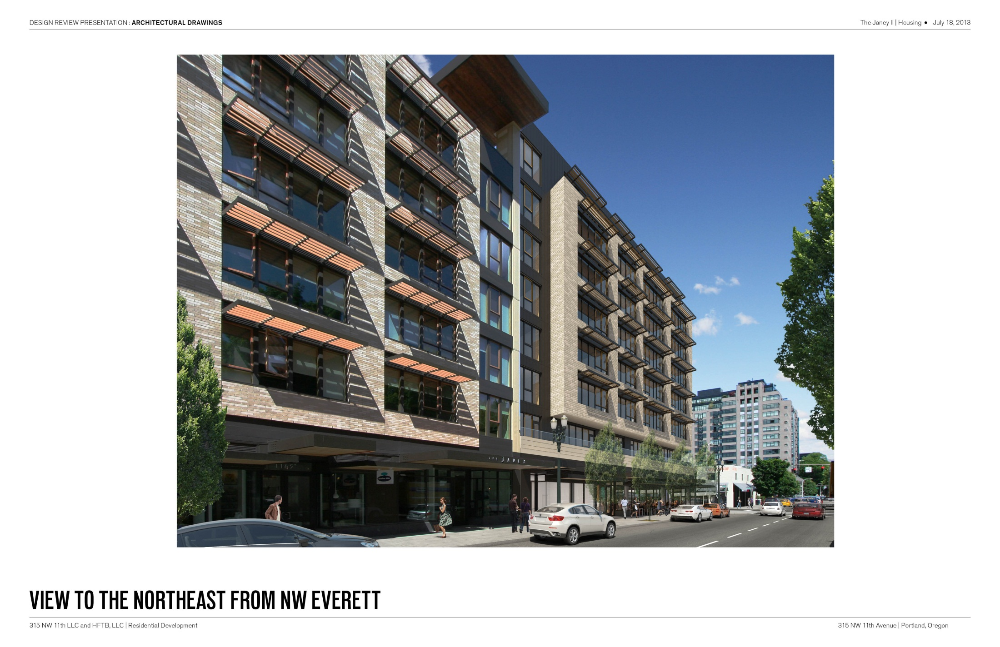 DESIGN REVIEW PRESENTATION : ARCHITECTURAL DRAWINGS
The Janey II | Housing ● July 18, 2013
THE JANEY
VIEW TO THE NORTHEAST FROM NW EVERETT
315 NW 11th LLC and HFTB, LLC | Residential Development
315 NW 11th Avenue | Portland, Oregon